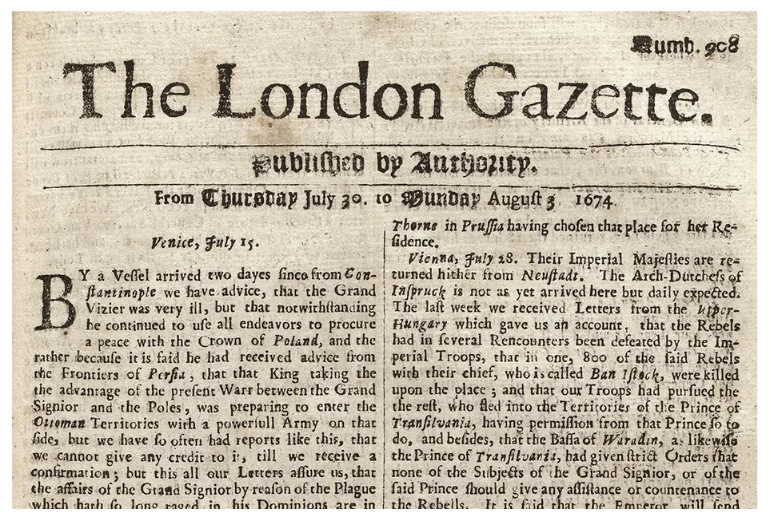 Numb. 908
The London Gazette.
Published by Authority.
From Thursday July 30. to Munday August 3 1674.
Venice, July 15.
BY a Veſſel arrived two dayes ſince from Con-
ſtantinople we have advice, that the Grand
Vizier was very ill, but that notwithſtanding
he continued to uſe all endeavors to procure
a peace with the Crown of Poland, and the
rather becauſe it is ſaid he had received advice from
the Frontiers of Perſia, that that King taking the
the advantage of the preſent Warr between the Grand
Signior and the Poles, was preparing to enter the
Ottoman Territories with a powerfull Army on that
ſide, but we have ſo often had reports like this, that
we cannot give any credit to i', till we receive a
confirmation; but this all our Letters aſſure us, that
the affairs of the Grand Signior by reaſon of the Plague
which hath ſo long raged in his Dominions are in
Thorne in Pruſſia having choſen that place for her Re-
ſidence.
Vienna, July 28. Their Imperial Majeſties are re-
turned hither from Neuſtadt. The Arch-Dutcheſs of
Inſpruck is not as yet arrived here but daily expected.
The laſt week we received Letters from the Upper-
Hungary which gave us an account, that the Rebels
had in ſeveral Rencounters been defeated by the Im-
perial Troops, that in one, 800 of the ſaid Rebels
with their chief, who is called Ban Iſtock, were killed
upon the place; and that our Troops had purſued the
the reſt, who fled into the Territories of the Prince of
Tranſilvania, having permiſſion from that Prince ſo to
do, and beſides, that the Baſſa of Waradin, as likewiſe
the Prince of Tranſilvania, had given ſtrict Orders that
none of the Subjects of the Grand Signior, or of the
ſaid Prince ſhould give any aſſiſtance or countenance to
the Rebells. It is ſaid that the Emperor will ſend